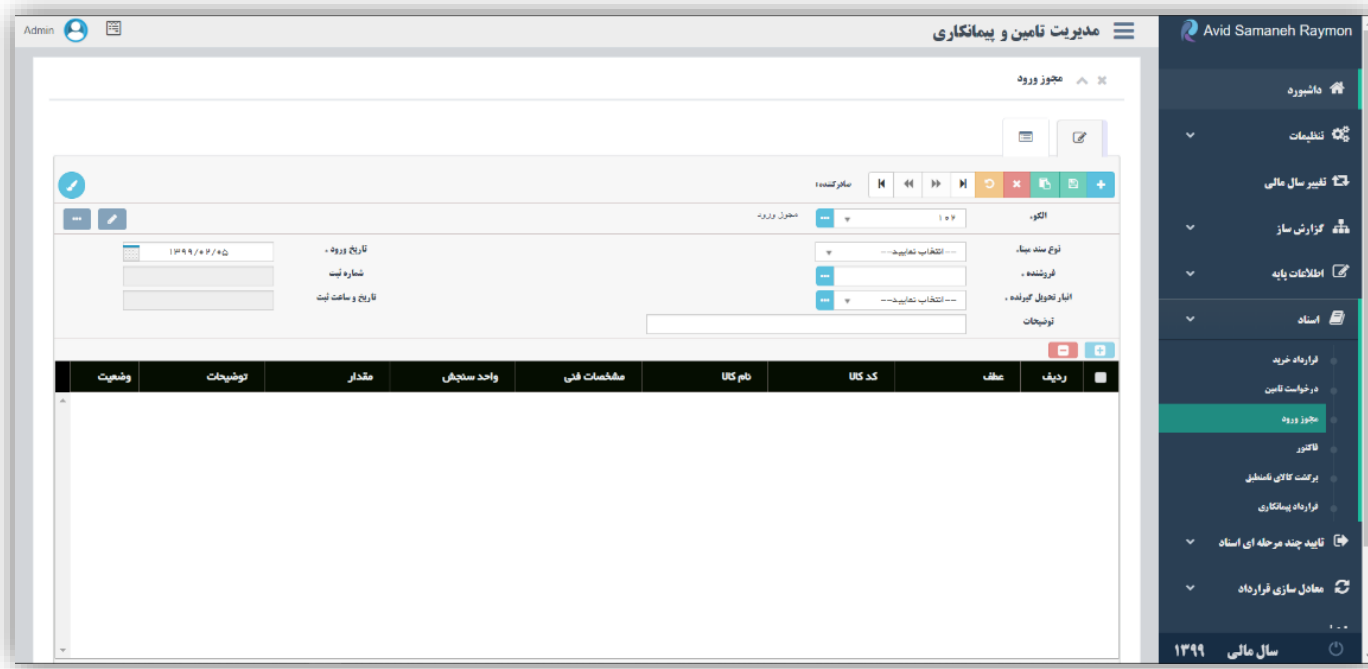 Avid Samaneh Raymon
مدیریت تامین و پیمانکاری
Admin
داشبورد
تنظیمات
تغییر سال مالی
گزارش ساز
اطلاعات پایه
اسناد
قرارداد خرید
درخواست تامین
مجوز ورود
فاکتور
برگشت کالای نامنطبق
قرارداد پیمانکاری
تایید چند مرحله ای اسناد
معادل سازی قرارداد
سال مالی ۱۳۹۹
مجوز ورود
صادرکننده:
الگو. ۱۰۲ مجوز ورود
نوع سند مبنا. --انتخاب نمایید-- تاریخ ورود . ۱۳۹۹/۰۲/۰۵
فروشنده . شماره ثبت
انبار تحویل گیرنده . --انتخاب نمایید-- تاریخ و ساعت ثبت
توضیحات
ردیف عطف کد کالا نام کالا مشخصات فنی واحد سنجش مقدار توضیحات وضعیت